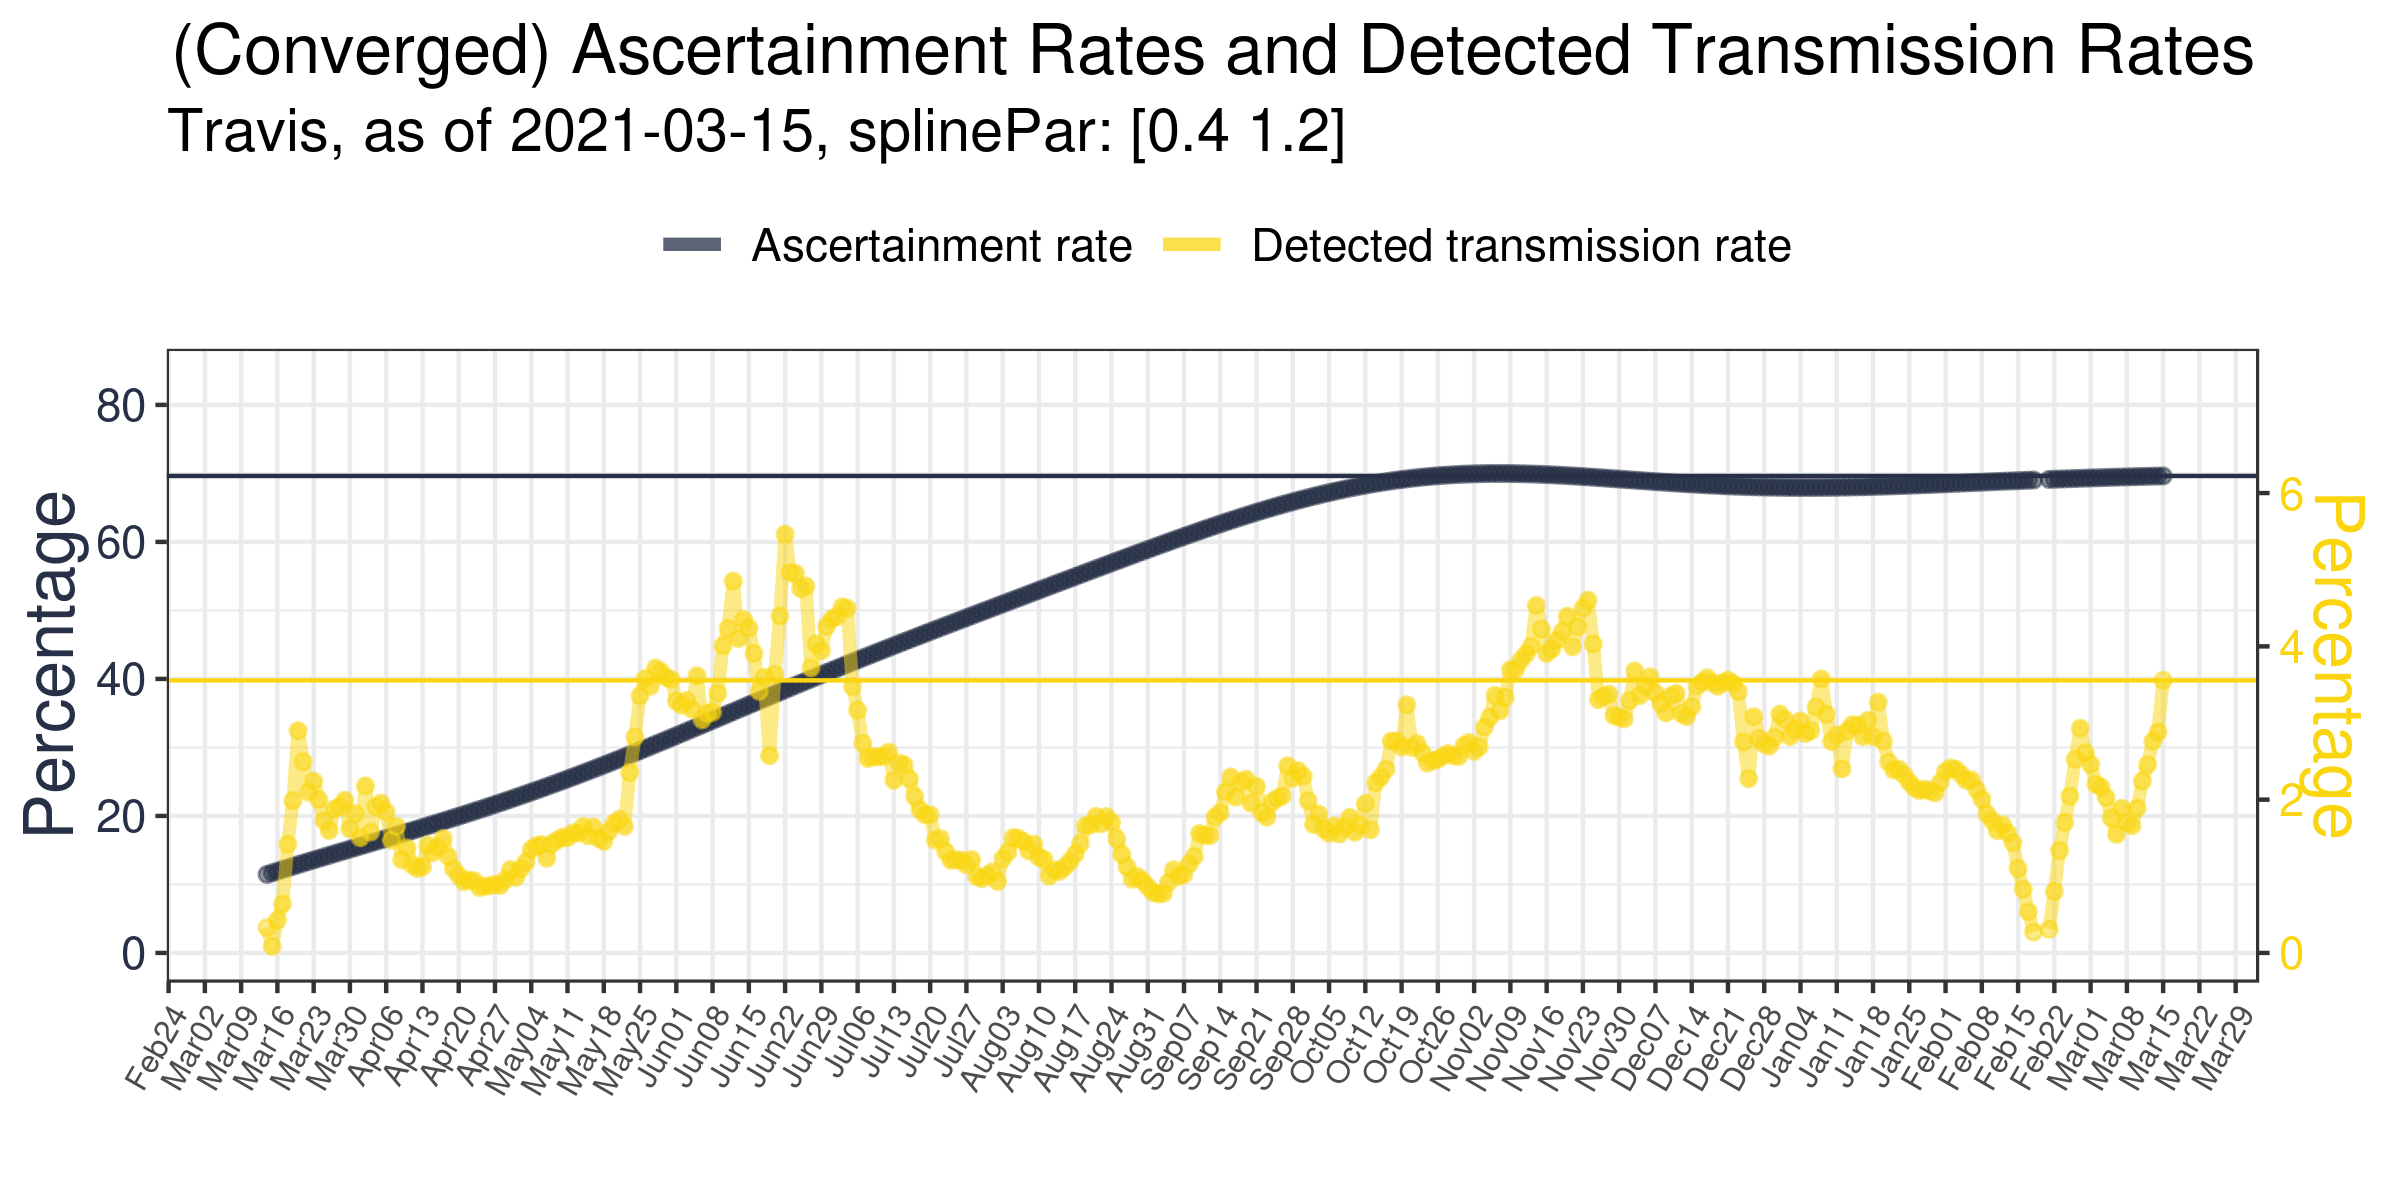 (Converged) Ascertainment Rates and Detected Transmission Rates
Travis, as of 2021-03-15, splinePar: [0.4 1.2]
Ascertainment rate
Detected transmission rate
Percentage
80
60
40
20
0
6
4
2
0
Percentage
Feb24
Mar02
Mar09
Mar16
Mar23
Mar30
Apr06
Apr13
Apr20
Apr27
May04
May11
May18
May25
Jun01
Jun08
Jun15
Jun22
Jun29
Jul06
Jul13
Jul20
Jul27
Aug03
Aug10
Aug17
Aug24
Aug31
Sep07
Sep14
Sep21
Sep28
Oct05
Oct12
Oct19
Oct26
Nov02
Nov09
Nov16
Nov23
Nov30
Dec07
Dec14
Dec21
Dec28
Jan04
Jan11
Jan18
Jan25
Feb01
Feb08
Feb15
Feb22
Mar01
Mar08
Mar15
Mar22
Mar29